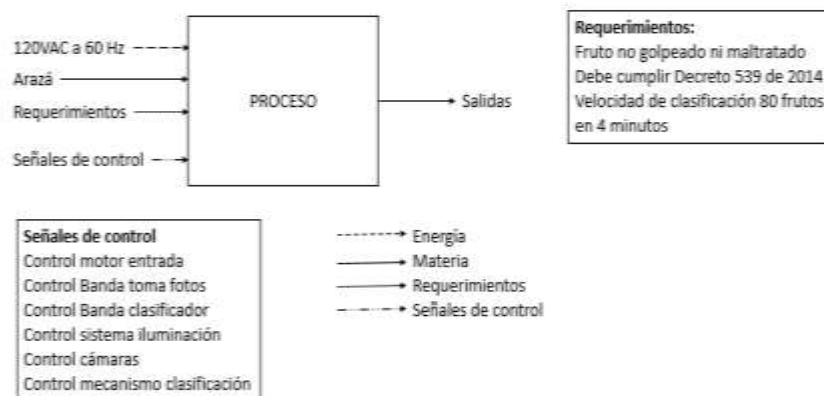 120VAC a 60 Hz
Arazá
Requerimientos
Señales de control
PROCESO
Salidas
Requerimientos:
Fruto no golpeado ni maltratado
Debe cumplir Decreto 539 de 2014
Velocidad de clasificación 80 frutos
en 4 minutos
Señales de control
Control motor entrada
Control Banda toma fotos
Control Banda clasificador
Control sistema iluminación
Control cámaras
Control mecanismo clasificación
Energía
Materia
Requerimientos
Señales de control